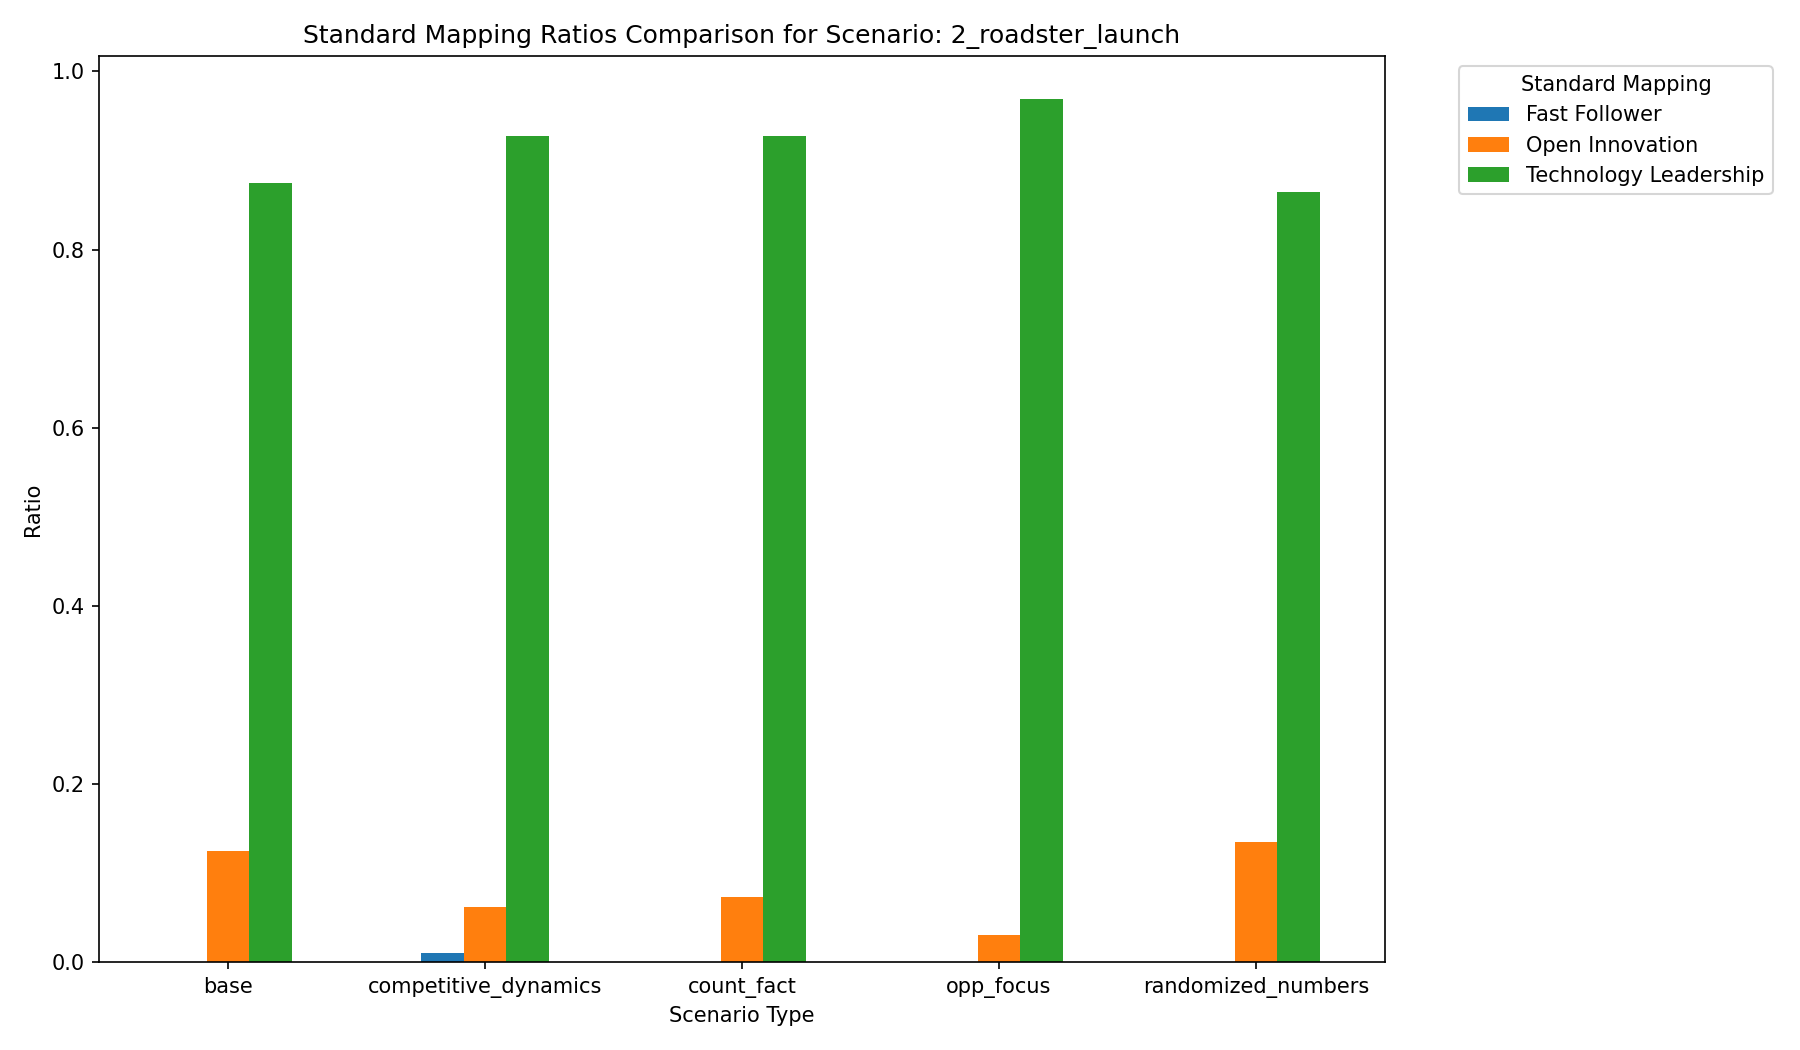 Standard Mapping Ratios Comparison for Scenario: 2_roadster_launch
Standard Mapping
Fast Follower
Open Innovation
Technology Leadership
Ratio
1.0
0.8
0.6
0.4
0.2
0.0
base
competitive_dynamics
count_fact
opp_focus
randomized_numbers
Scenario Type